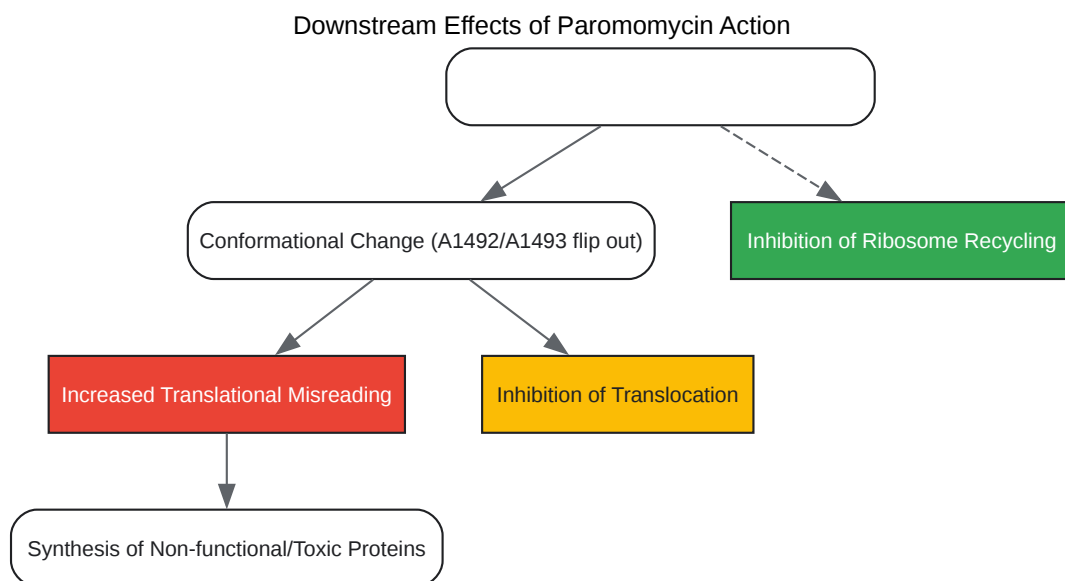 Downstream Effects of Paromomycin Action
Conformational Change (A1492/A1493 flip out)
Inhibition of Ribosome Recycling
Increased Translational Misreading
Inhibition of Translocation
Synthesis of Non-functional/Toxic Proteins